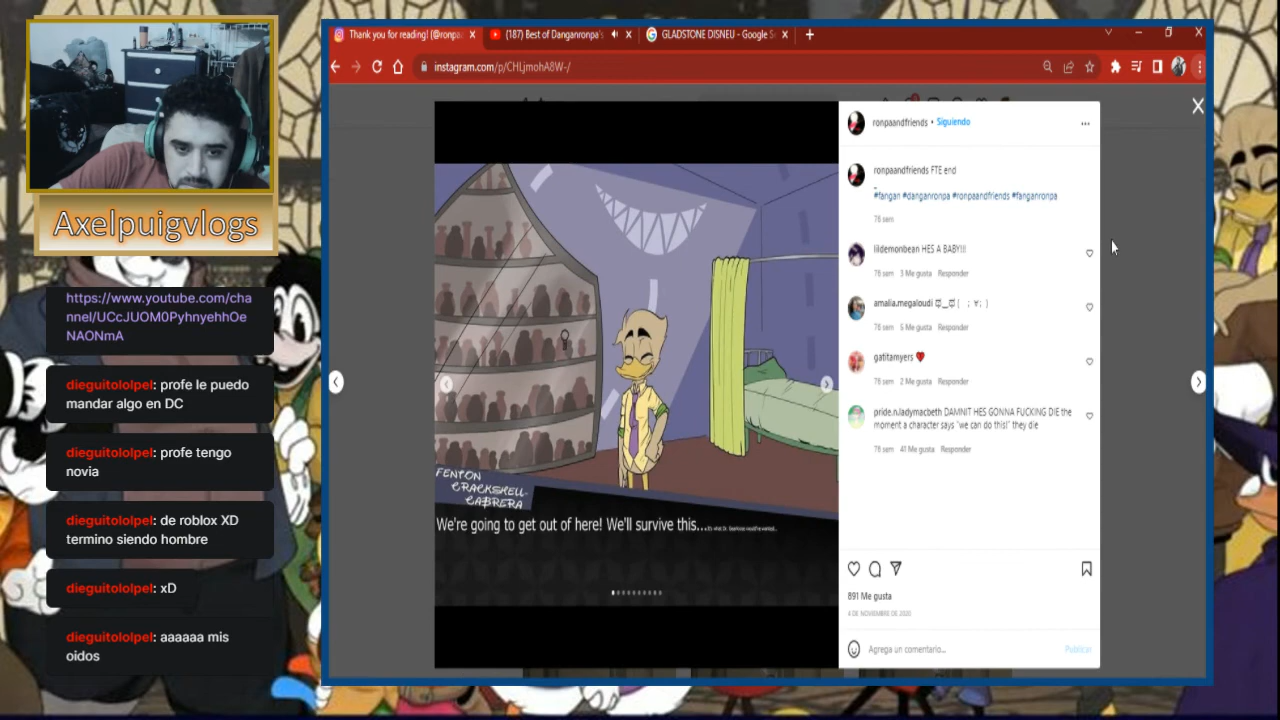 Thank you for reading! (@ronpa
(187) Best of Danganronpa's
GLADSTONE DISNEU - Google S
instagram.com/p/CHLjmohA8W-/
Axelpuigvlogs
https://www.youtube.com/cha
nnel/UCcJUOM0PyhnyehhOe
NAONmA
dieguitololpel: profe le puedo
mandar algo en DC
dieguitololpel: profe tengo
novia
dieguitololpel: de roblox XD
termino siendo hombre
dieguitololpel: xD
dieguitololpel: aaaaaa mis
oidos
FENTON
CRACKSHELL-
CABRERA
We're going to get out of here! We'll survive this...
ronpaandfriends • Siguiendo
ronpaandfriends FTE end
_
#fangan #danganronpa #ronpaandfriends #fanganronpa
76 sem
lildemonbean HES A BABY!!!
76 sem 3 Me gusta Responder
amalia.megaloudi
76 sem 5 Me gusta Responder
gatitamyers ❤
76 sem 2 Me gusta Responder
pride.n.ladymacbeth DAMNIT HES GONNA FUCKING DIE the
moment a character says "we can do this!" they die
76 sem 41 Me gusta Responder
891 Me gusta
4 DE NOVIEMBRE DE 2020
Agrega un comentario...
Publicar